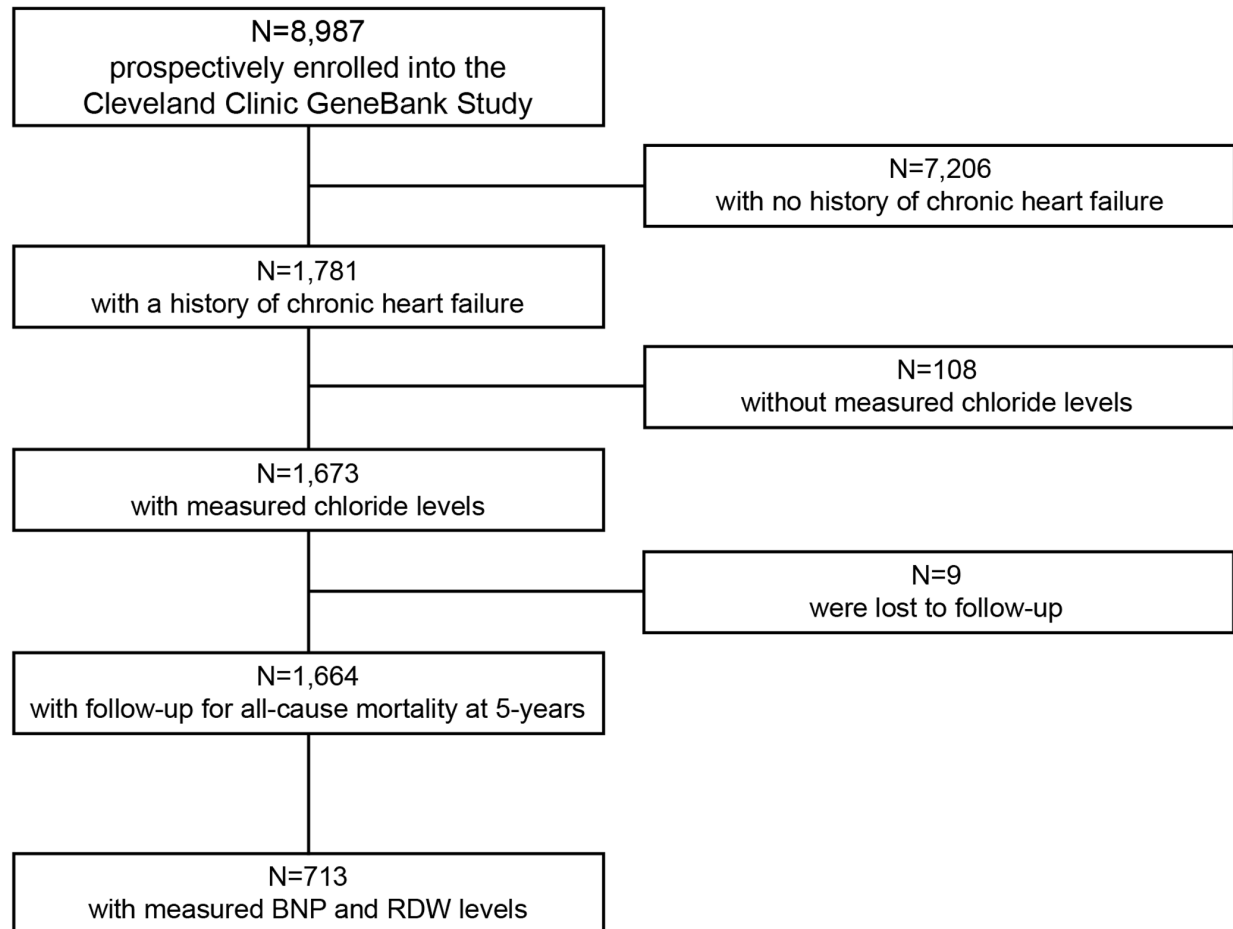 N=8,987
prospectively enrolled into the
Cleveland Clinic GeneBank Study
N=7,206
with no history of chronic heart failure
N=1,781
with a history of chronic heart failure
N=108
without measured chloride levels
N=1,673
with measured chloride levels
N=9
were lost to follow-up
N=1,664
with follow-up for all-cause mortality at 5-years
N=713
with measured BNP and RDW levels